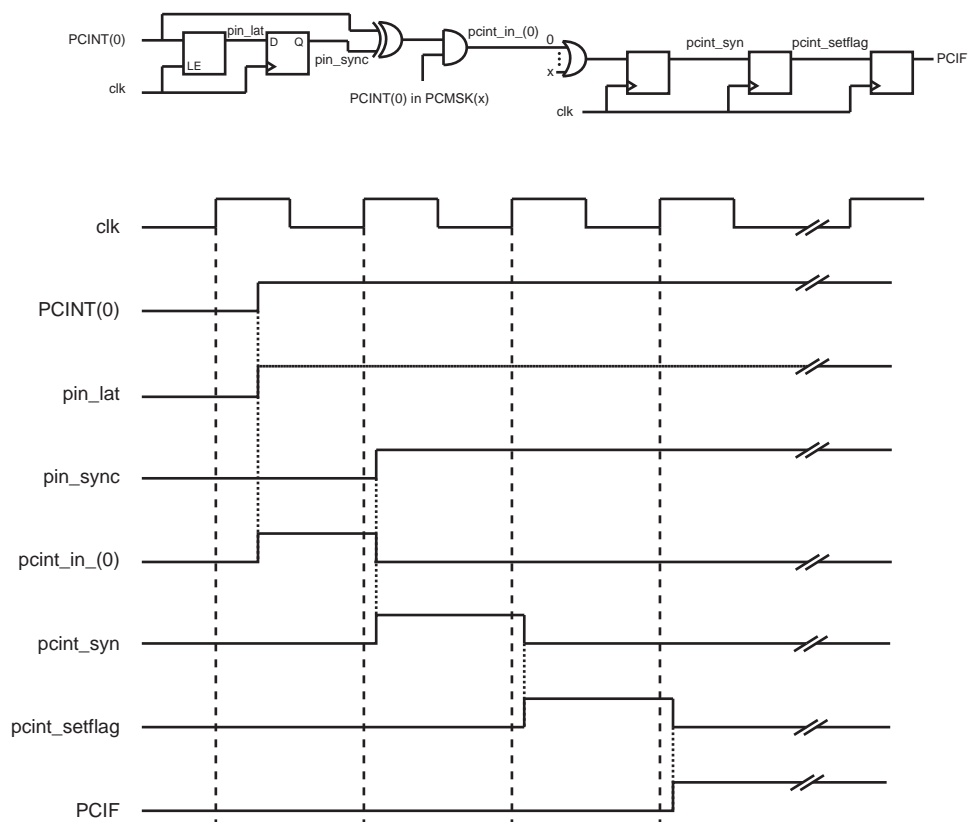 PCINT(0)
pin_lat
D Q
LE
pin_sync
clk
PCINT(0) in PCMSK(x)
pcint_in_(0)
0
x
clk
pcint_syn
pcint_setflag
PCIF
clk
PCINT(0)
pin_lat
pin_sync
pcint_in_(0)
pcint_syn
pcint_setflag
PCIF